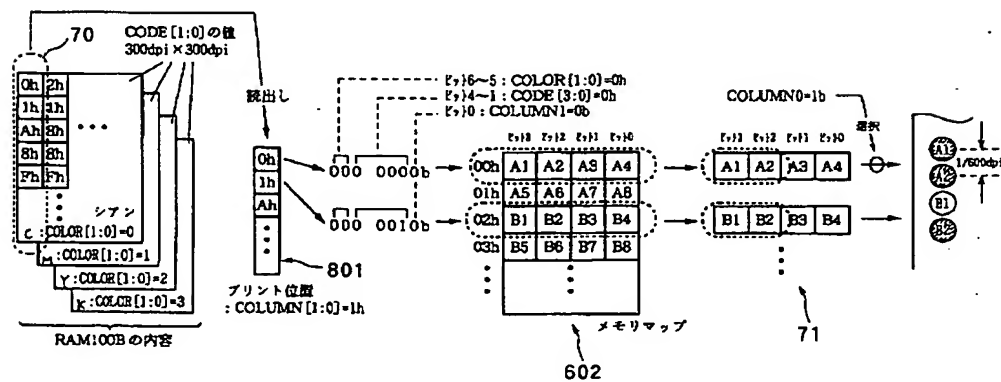 70
CODE[1:0]の値
300dpi×300dpi
0h 2h
1h 1h
Ah 8h
8h 8h
Fh Fh
シアン
C:COLOR[1:0]=0
M:COLOR[1:0]=1
Y:COLOR[1:0]=2
K:COLOR[1:0]=3
RAM100Bの内容
読出し
0h
1h
Ah
801
プリント位置
:COLUMN[1:0]=1h
ビット6～5:COLOR[1:0]=0h
ビット4～1:CODE[3:0]=0h
ビット0:COLUMN1=0b
000 0000b
000 0010b
ビット3 ビット2 ビット1 ビット0
00h A1 A2 A3 A4
01h A5 A6 A7 A8
02h B1 B2 B3 B4
03h B5 B6 B7 B8
メモリマップ
602
ビット3 ビット2 ビット1 ビット0
A1 A2 A3 A4
B1 B2 B3 B4
71
COLUMN0=1b
選択
A1
A2
B1
B2
1/600dpi